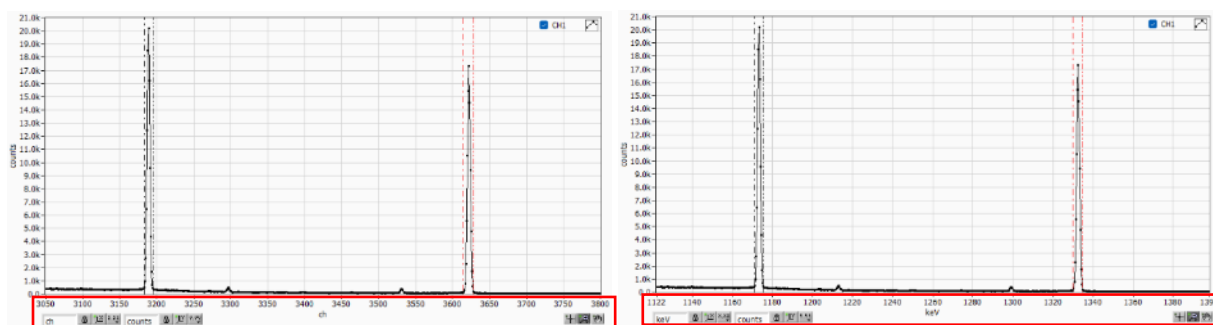 21.0k
20.0k
19.0k
18.0k
17.0k
16.0k
15.0k
14.0k
13.0k
12.0k
11.0k
10.0k
9.0k
8.0k
7.0k
6.0k
5.0k
4.0k
3.0k
2.0k
1.0k
0.0
counts
CH1
3050 3100 3150 3200 3250 3300 3350 3400 3450 3500 3550 3600 3650 3700 3750 3800
ch
ch counts
21.0k
20.0k
19.0k
18.0k
17.0k
16.0k
15.0k
14.0k
13.0k
12.0k
11.0k
10.0k
9.0k
8.0k
7.0k
6.0k
5.0k
4.0k
3.0k
2.0k
1.0k
0.0
counts
CH1
1122 1140 1160 1180 1200 1220 1240 1260 1280 1300 1320 1340 1360 1380
keV
keV counts